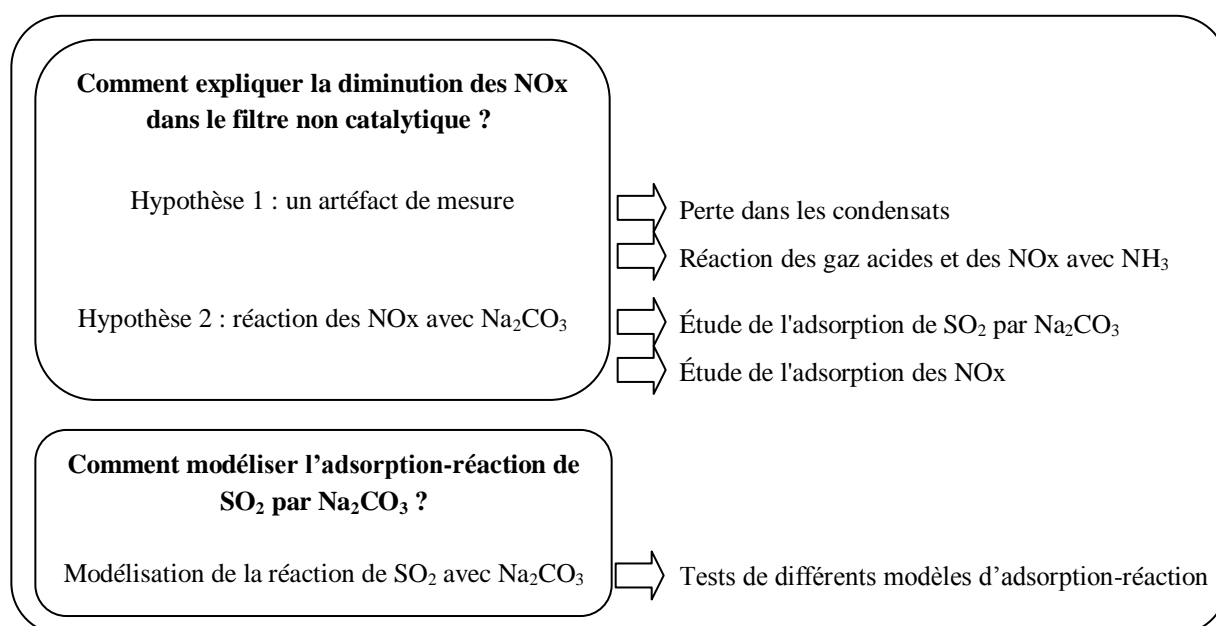 Comment expliquer la diminution des NOx
dans le filtre non catalytique ?
Hypothèse 1 : un artéfact de mesure
Perte dans les condensats
Réaction des gaz acides et des NOx avec NH₃
Hypothèse 2 : réaction des NOx avec Na₂CO₃
Étude de l'adsorption de SO₂ par Na₂CO₃
Étude de l'adsorption des NOx
Comment modéliser l’adsorption-réaction de
SO₂ par Na₂CO₃ ?
Modélisation de la réaction de SO₂ avec Na₂CO₃
Tests de différents modèles d’adsorption-réaction